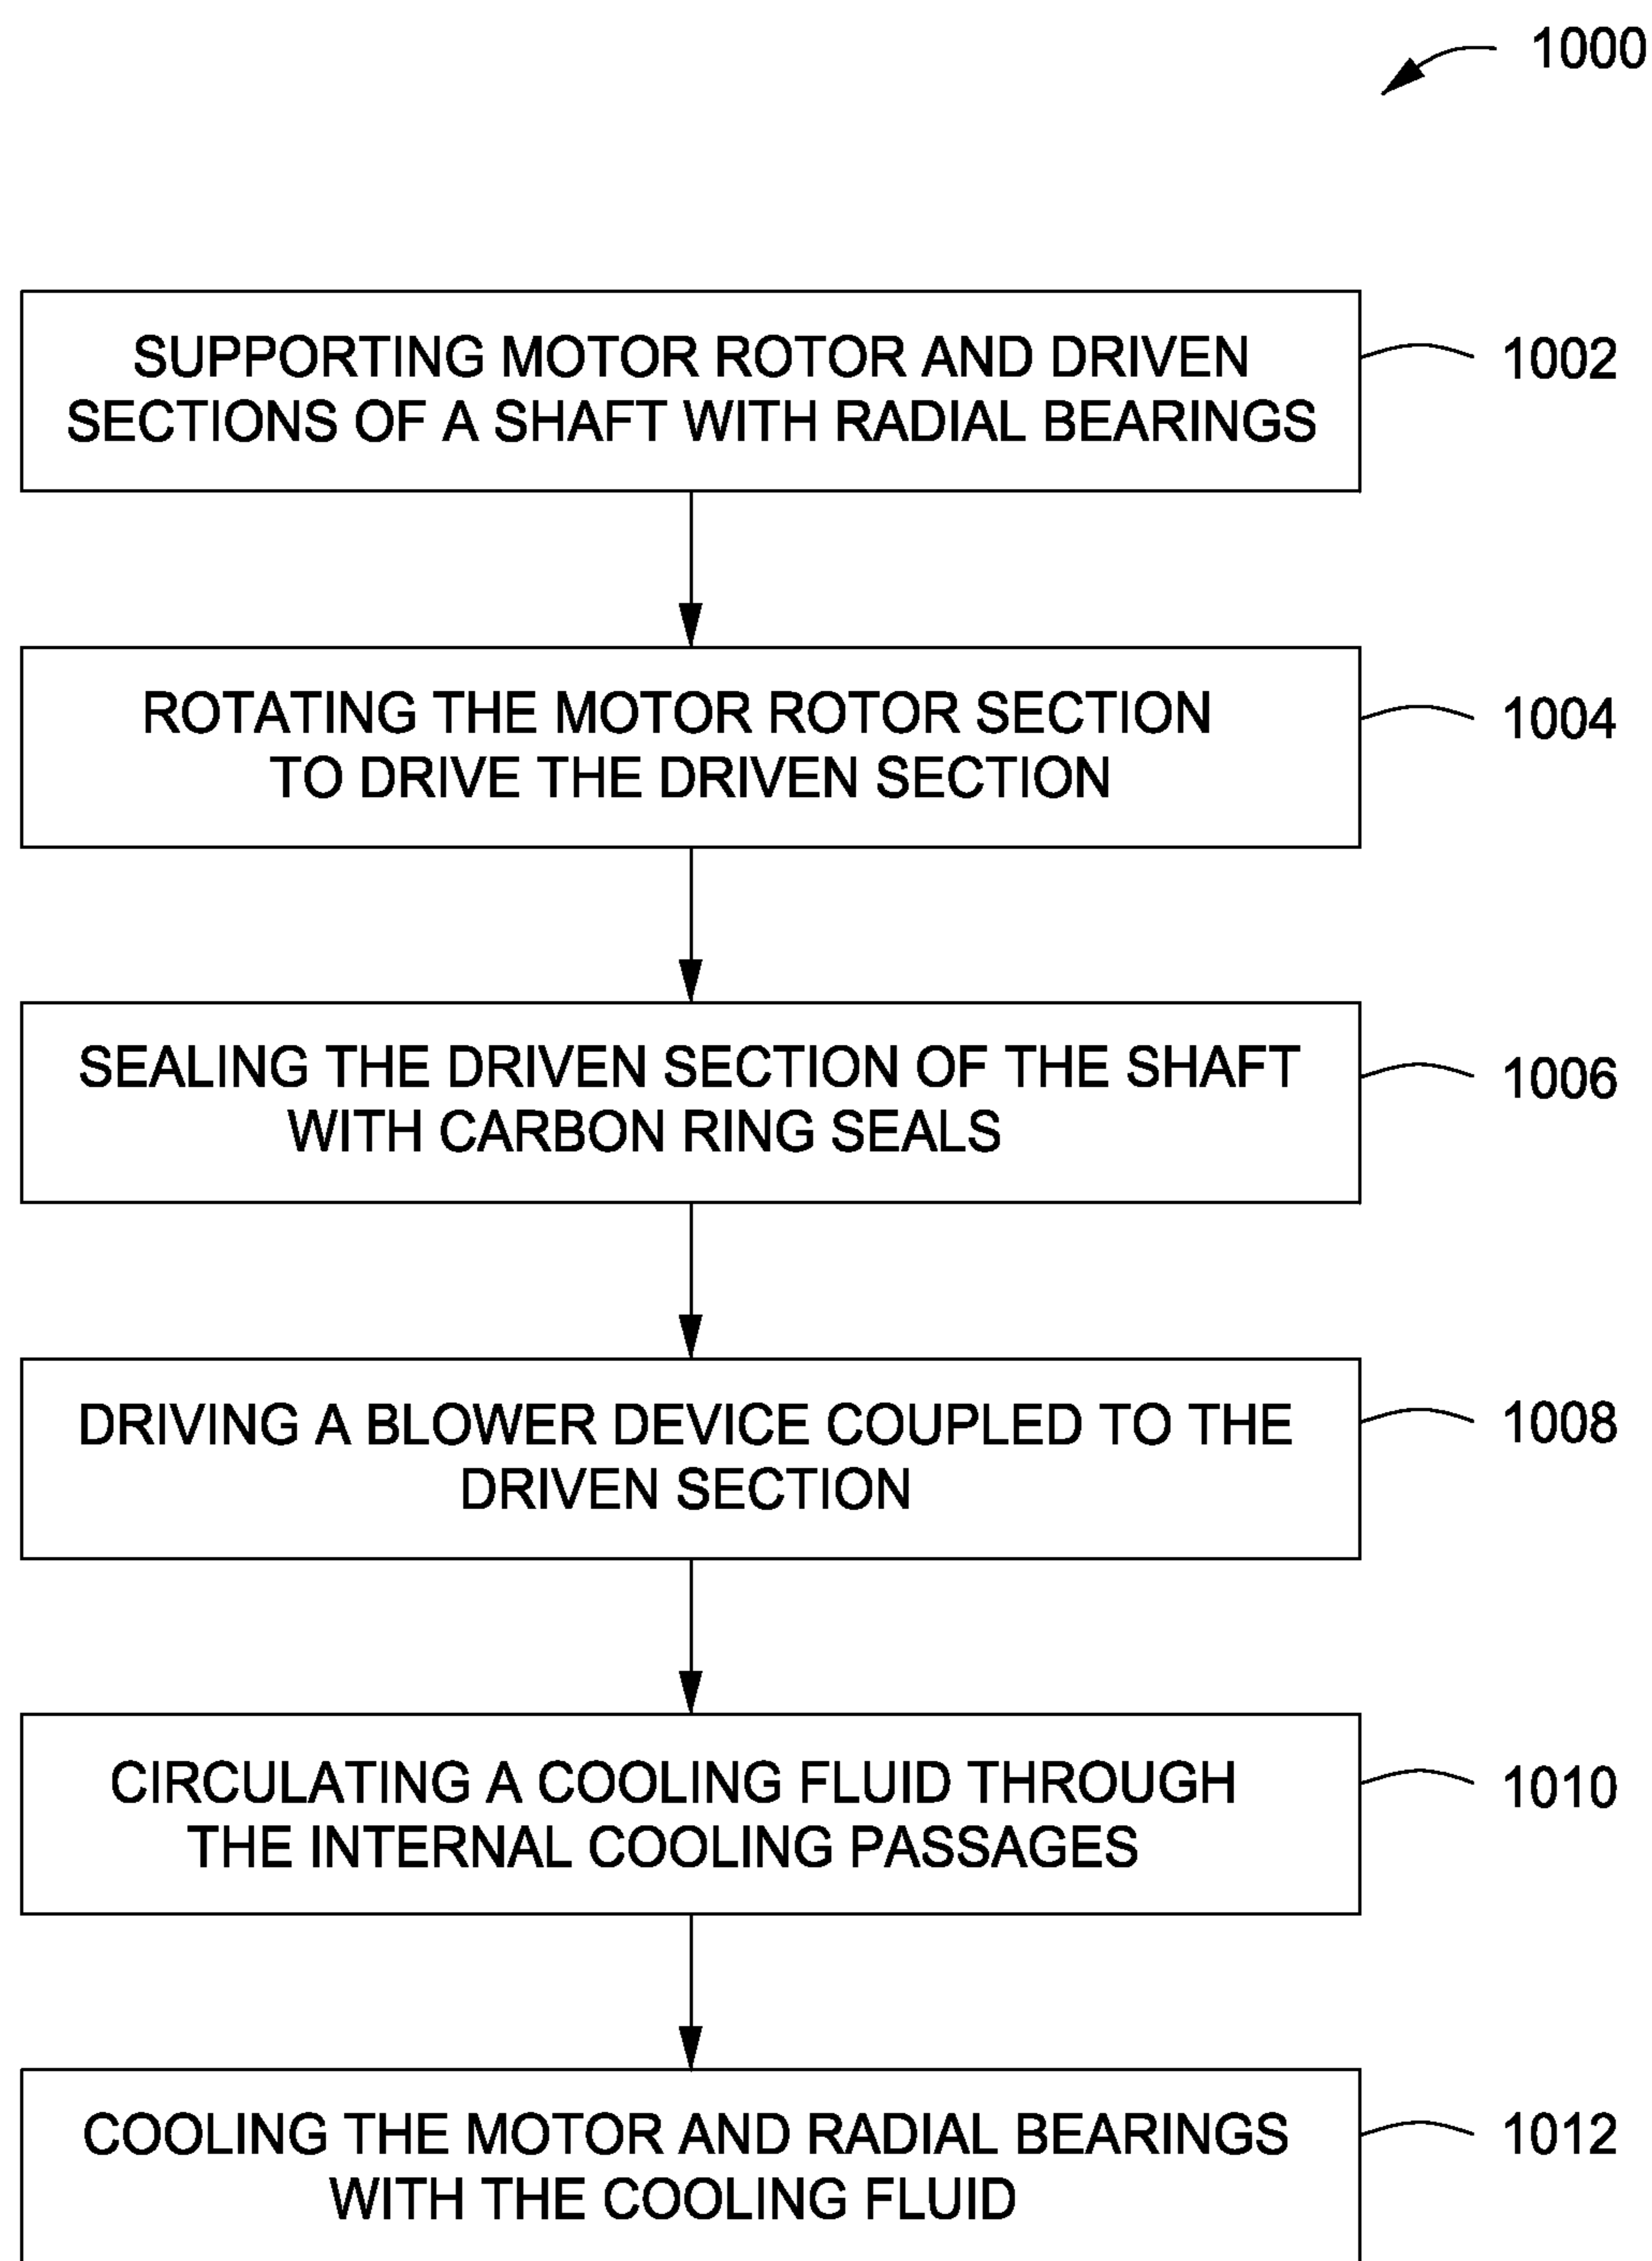 1000
SUPPORTING MOTOR ROTOR AND DRIVEN
SECTIONS OF A SHAFT WITH RADIAL BEARINGS
1002
ROTATING THE MOTOR ROTOR SECTION
TO DRIVE THE DRIVEN SECTION
1004
SEALING THE DRIVEN SECTION OF THE SHAFT
WITH CARBON RING SEALS
1006
DRIVING A BLOWER DEVICE COUPLED TO THE
DRIVEN SECTION
1008
CIRCULATING A COOLING FLUID THROUGH
THE INTERNAL COOLING PASSAGES
1010
COOLING THE MOTOR AND RADIAL BEARINGS
WITH THE COOLING FLUID
1012